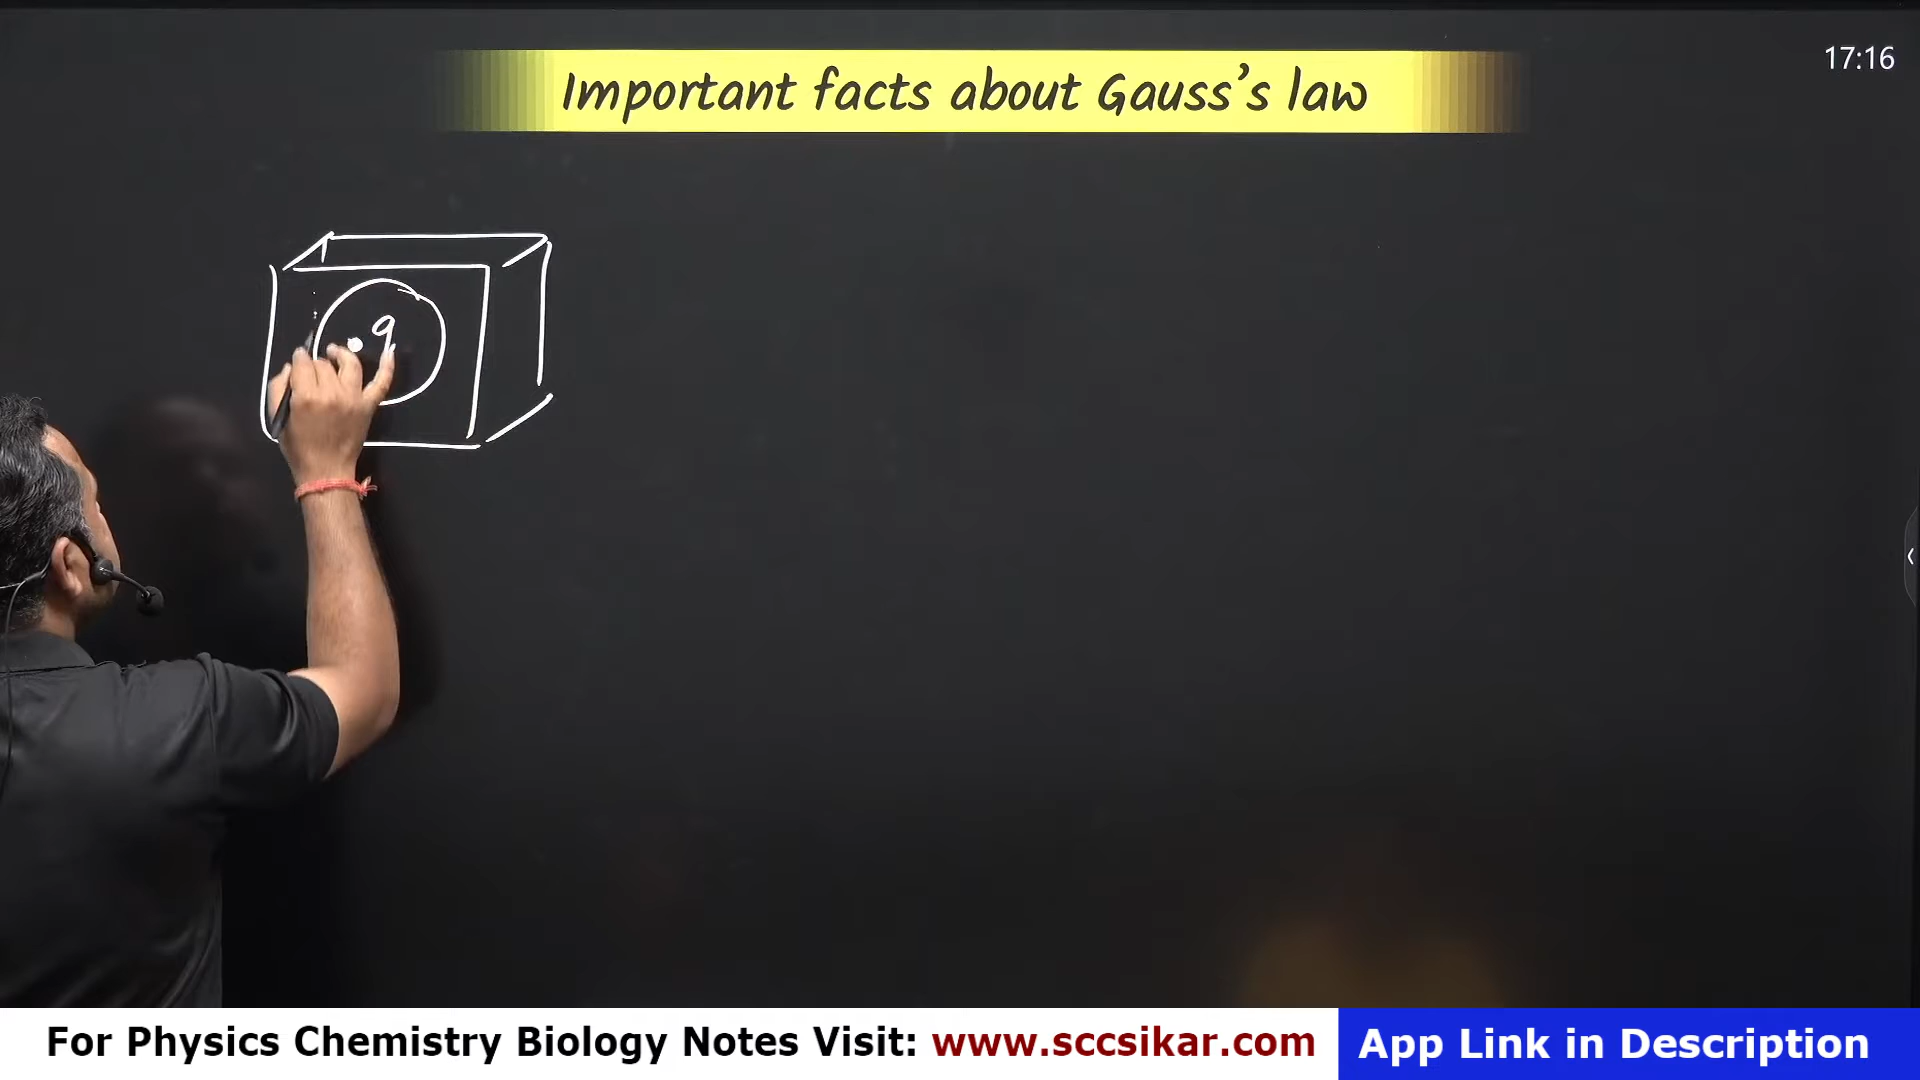 Important facts about Gauss's law
17:16
q
For Physics Chemistry Biology Notes Visit: www.sccsikar.com
App Link in Description